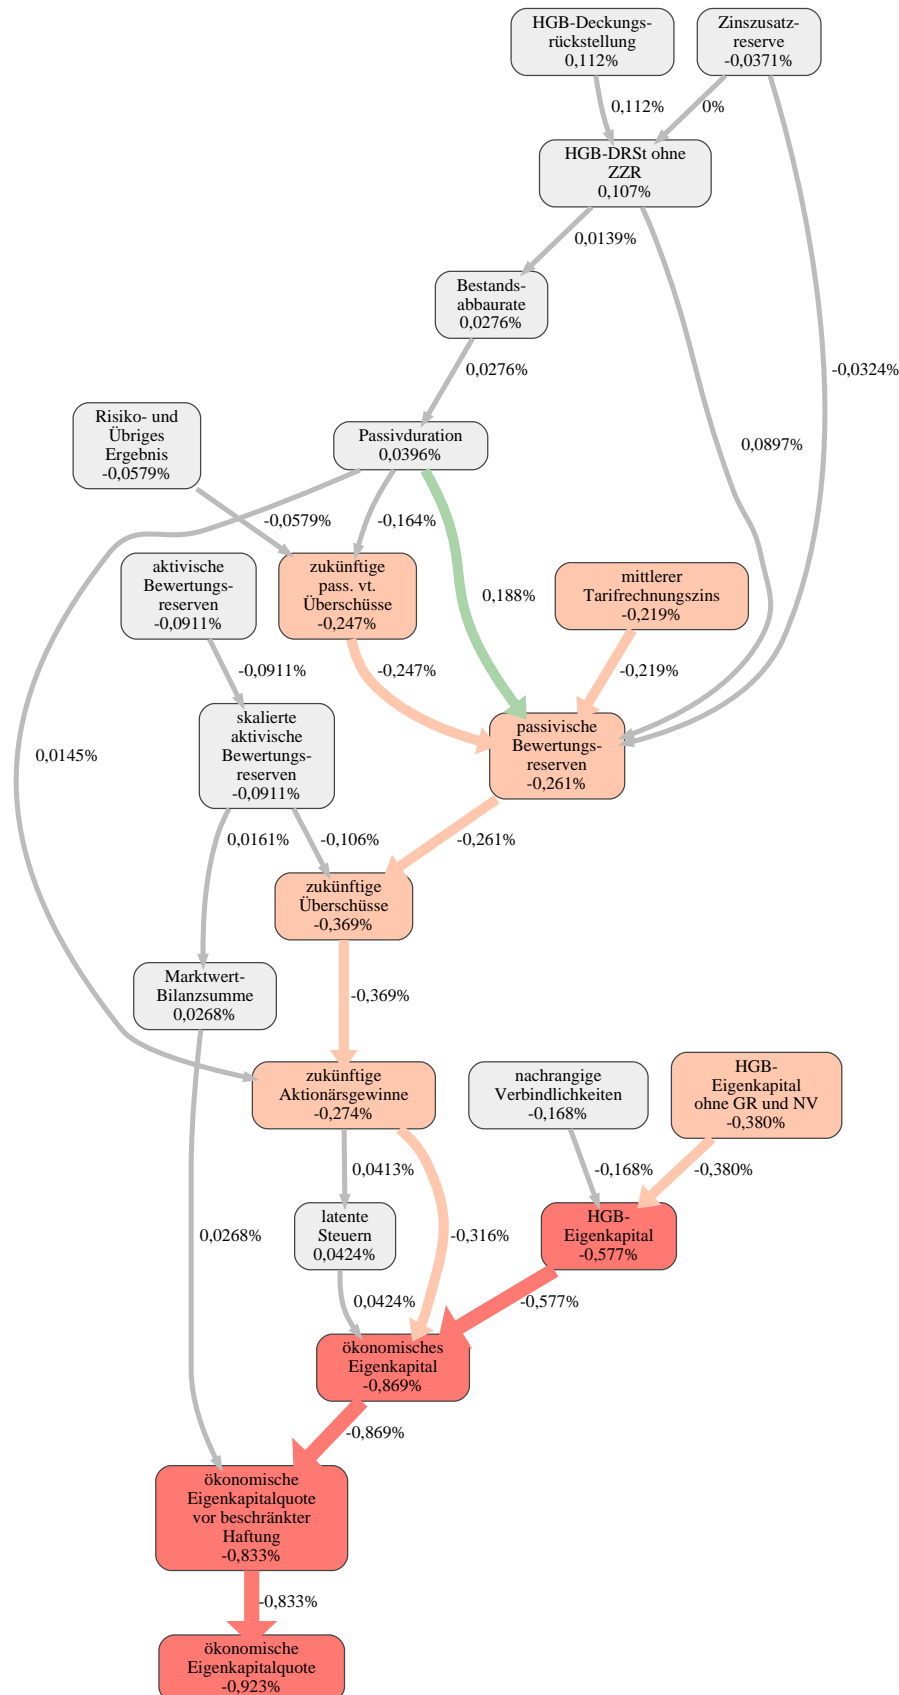 HGB-Deckungs-
rückstellung
0,112%
Zinszusatz-
reserve
-0,0371%
0,112%
0%
HGB-DRSt ohne
ZZR
0,107%
0,0139%
Bestands-
abbaurate
0,0276%
0,0276%
-0,0324%
Risiko- und
Übriges
Ergebnis
-0,0579%
Passivduration
0,0396%
0,0897%
-0,0579%
-0,164%
aktivische
Bewertungs-
reserven
-0,0911%
zukünftige
pass. vt.
Überschüsse
-0,247%
0,188%
mittlerer
Tarifrechnungszins
-0,219%
-0,0911%
-0,247%
-0,219%
skalierte
aktivische
Bewertungs-
reserven
-0,0911%
passivische
Bewertungs-
reserven
-0,261%
0,0145%
0,0161%
-0,106%
-0,261%
zukünftige
Überschüsse
-0,369%
Marktwert-
Bilanzsumme
0,0268%
-0,369%
zukünftige
Aktionärsgewinne
-0,274%
nachrangige
Verbindlichkeiten
-0,168%
HGB-
Eigenkapital
ohne GR und NV
-0,380%
0,0413%
-0,168%
-0,380%
0,0268%
latente
Steuern
0,0424%
-0,316%
HGB-
Eigenkapital
-0,577%
0,0424%
-0,577%
ökonomisches
Eigenkapital
-0,869%
-0,869%
ökonomische
Eigenkapitalquote
vor beschränkter
Haftung
-0,833%
-0,833%
ökonomische
Eigenkapitalquote
-0,923%